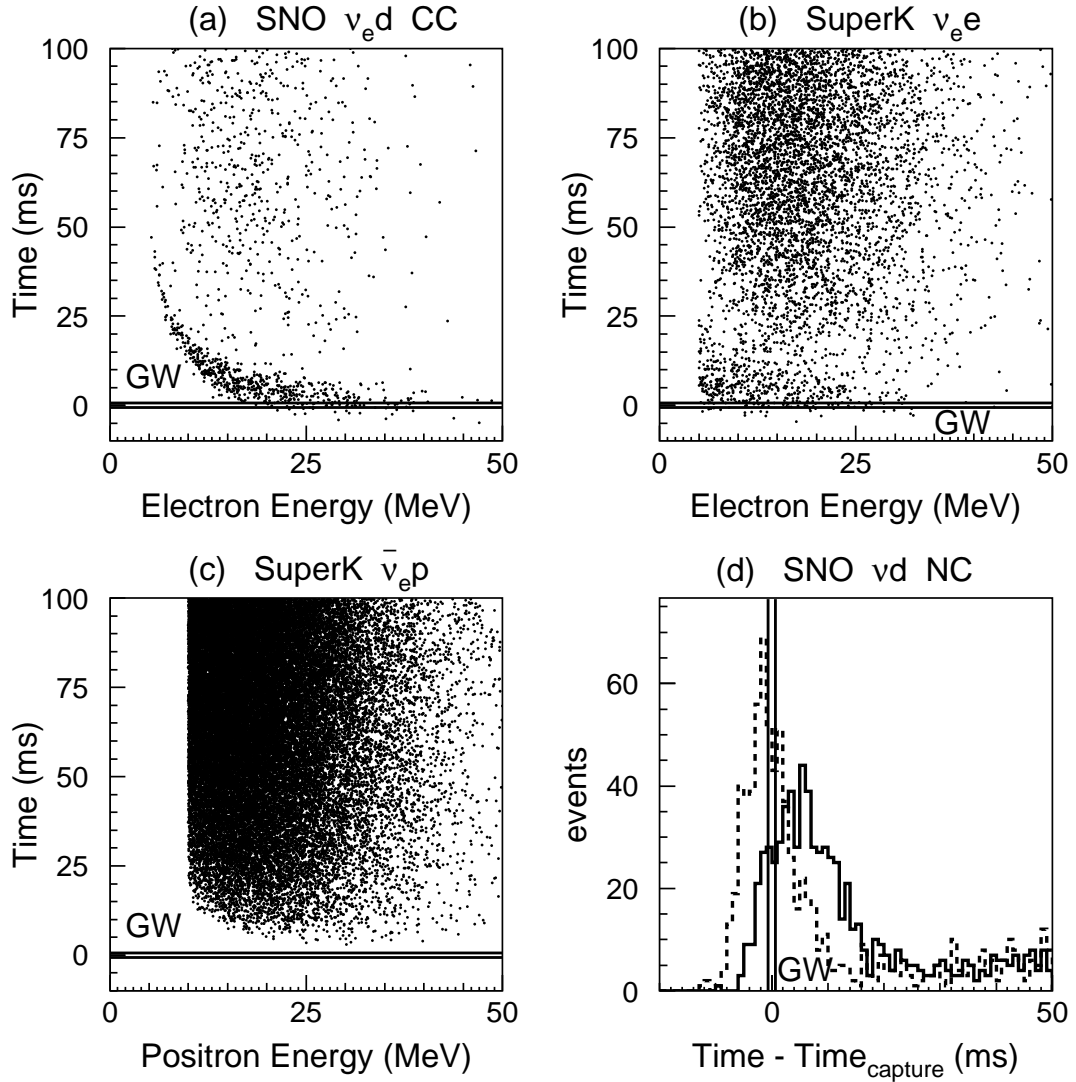 (a) SNO νₑd CC
100
75
50
25
0
Time (ms)
GW
0 25 50
Electron Energy (MeV)
(b) SuperK νₑe
100
75
50
25
0
Time (ms)
GW
0 25 50
Electron Energy (MeV)
(c) SuperK ν̄ₑp
100
75
50
25
0
Time (ms)
GW
0 25 50
Positron Energy (MeV)
(d) SNO νd NC
60
40
20
0
events
GW
0 50
Time - Time_capture (ms)